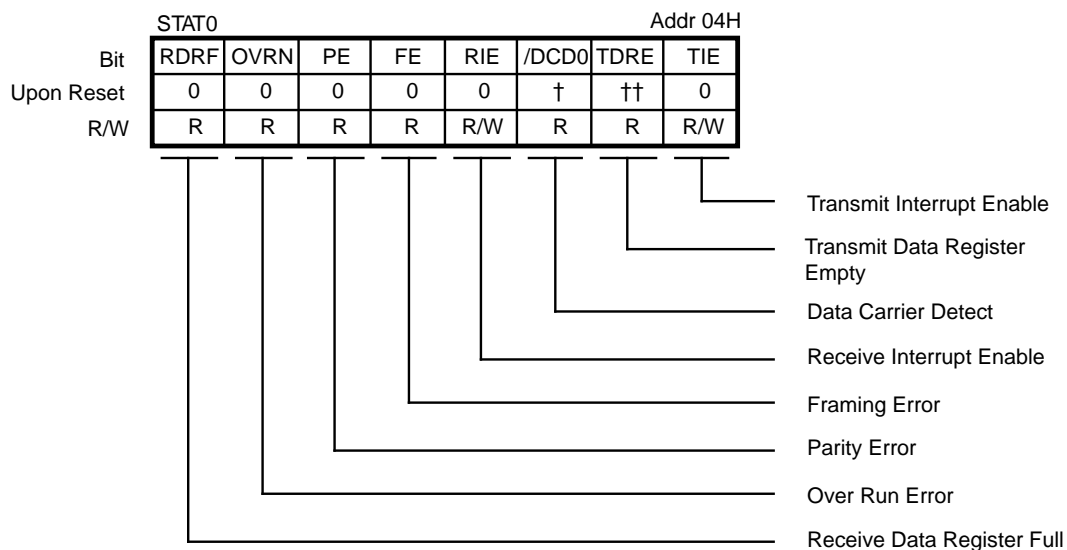 STAT0 Addr 04H
Bit RDRF OVRN PE FE RIE /DCD0 TDRE TIE
Upon Reset 0 0 0 0 0 † †† 0
R/W R R R R R/W R R R/W
Transmit Interrupt Enable
Transmit Data Register
Empty
Data Carrier Detect
Receive Interrupt Enable
Framing Error
Parity Error
Over Run Error
Receive Data Register Full